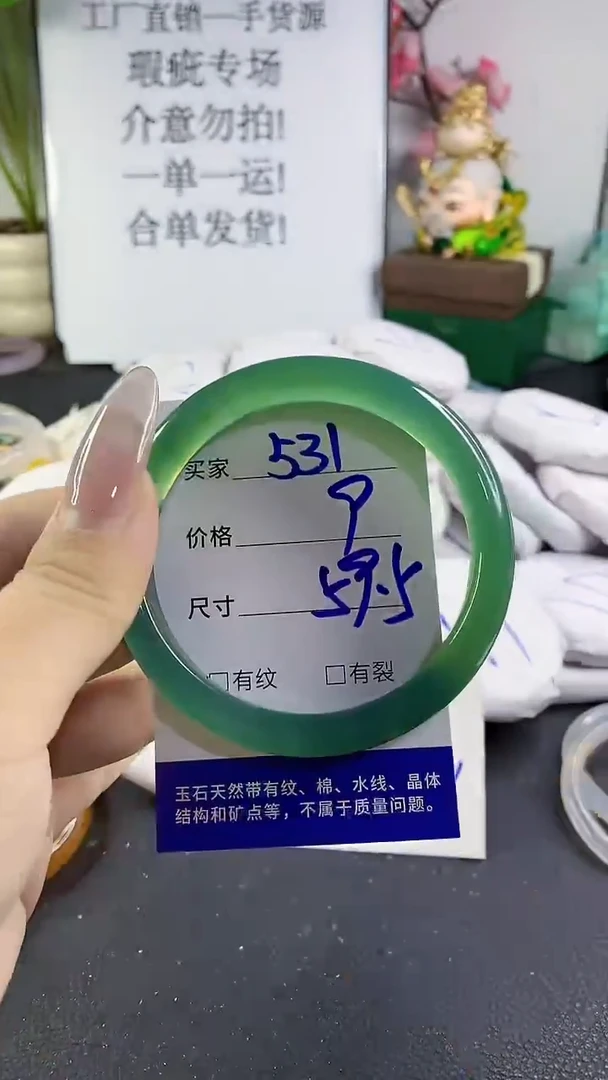 工厂直销一手货源
瑕疵专场
介意勿拍!
一单一运!
合单发货!
买家 531
价格 9
尺寸 59.5
□有纹 □有裂
玉石天然带有纹、棉、水线、晶体
结构和矿点等，不属于质量问题。